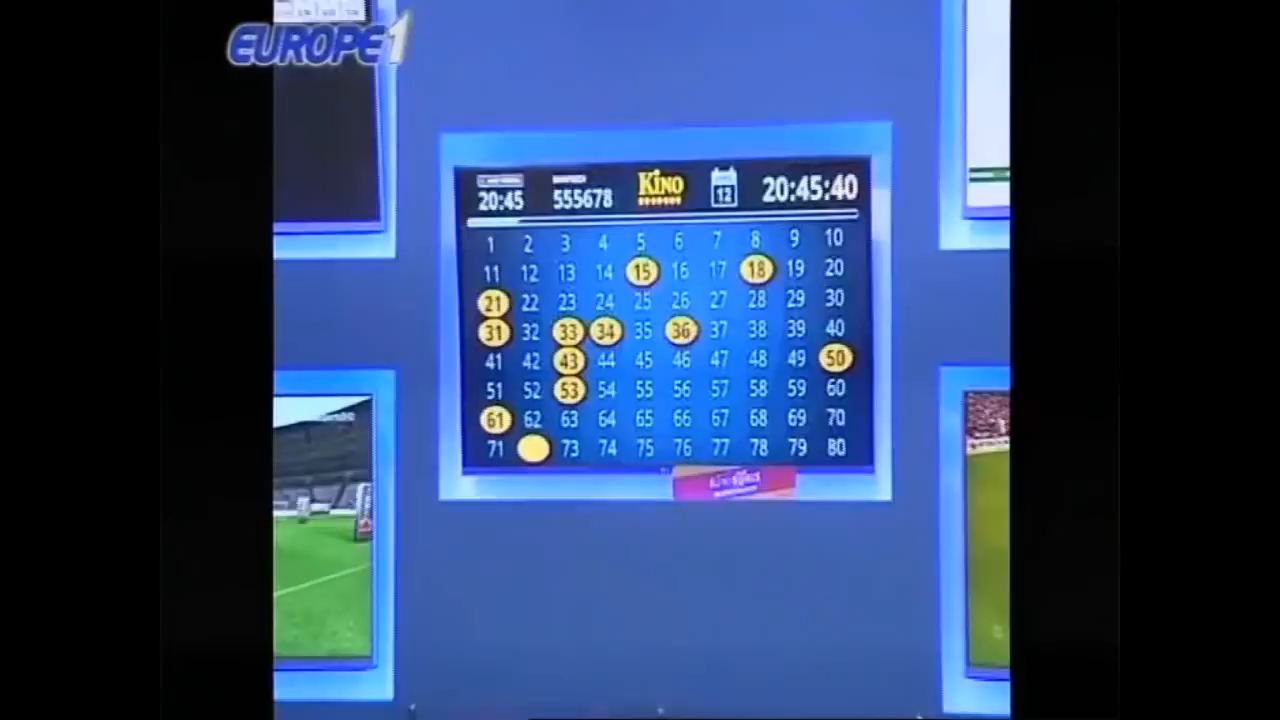 EUROPE1
KINO
12
20:45 555678 20:45:40
1 2 3 4 5 6 7 8 9 10
11 12 13 14 15 16 17 18 19 20
21 22 23 24 25 26 27 28 29 30
31 32 33 34 35 36 37 38 39 40
41 42 43 44 45 46 47 48 49 50
51 52 53 54 55 56 57 58 59 60
61 62 63 64 65 66 67 68 69 70
71 73 74 75 76 77 78 79 80